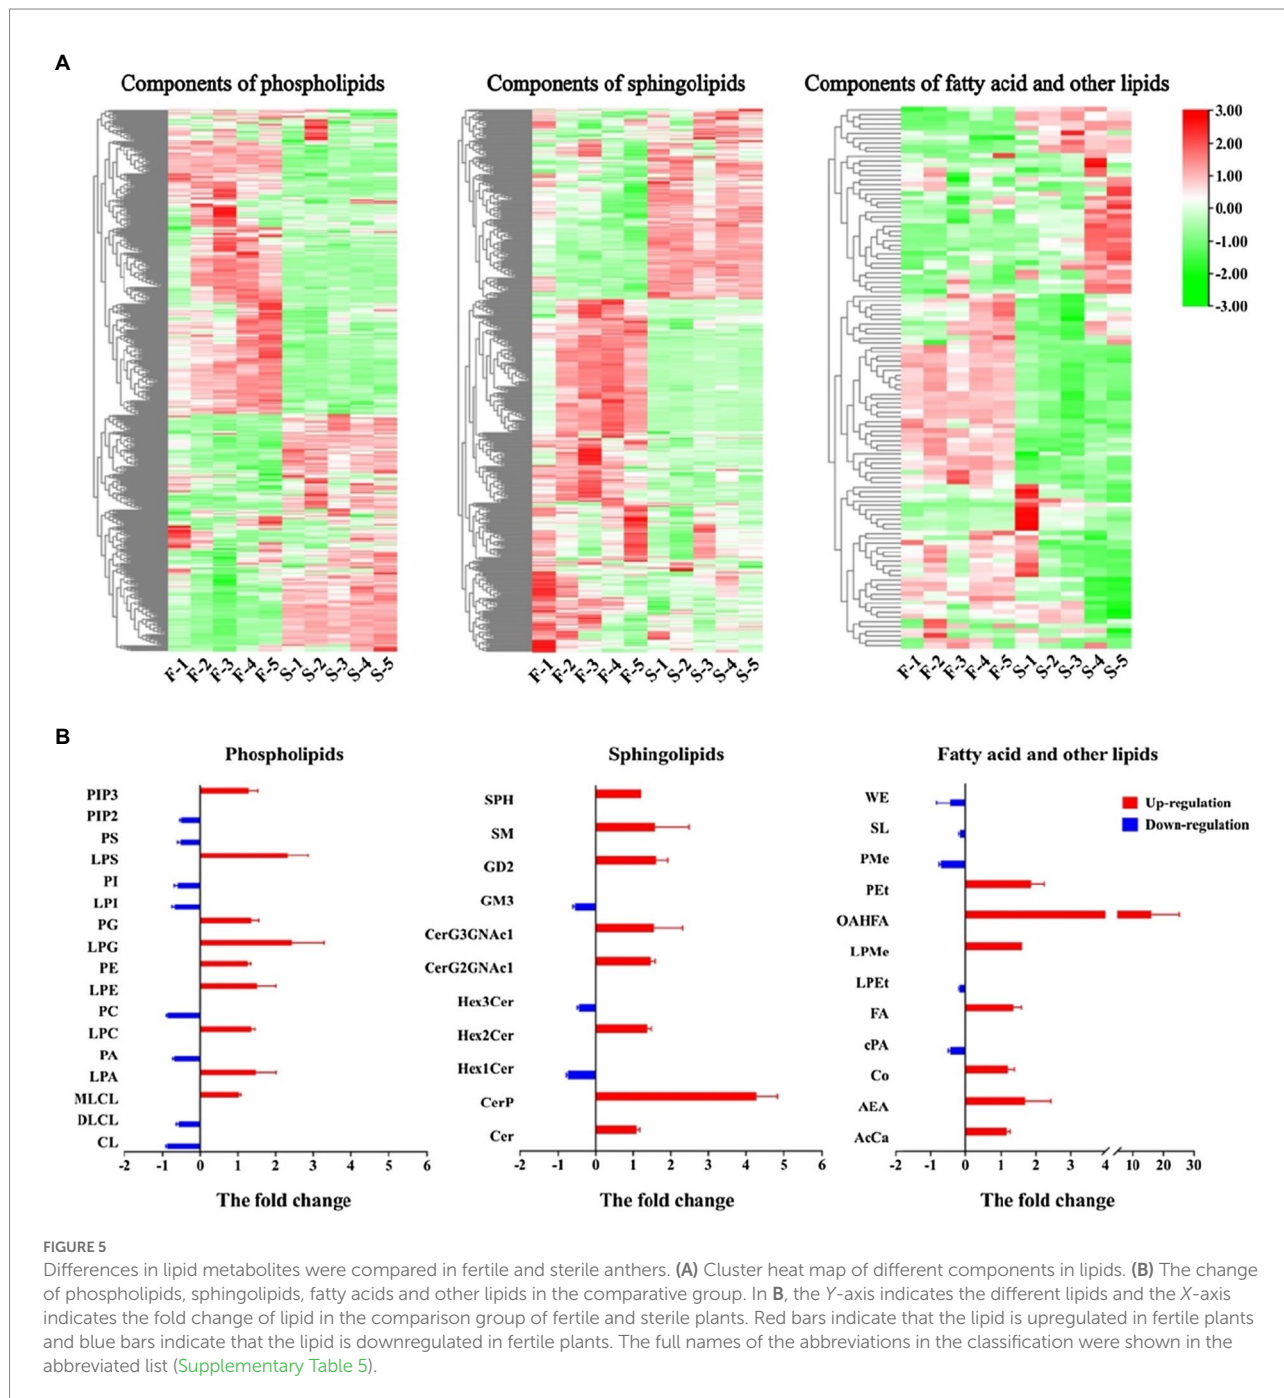 A
Components of phospholipids
Components of sphingolipids
Components of fatty acid and other lipids
3.00
2.00
1.00
0.00
-1.00
-2.00
-3.00
F-1 F-2 F-3 F-4 F-5 S-1 S-2 S-3 S-4 S-5
F-1 F-2 F-3 F-4 F-5 S-1 S-2 S-3 S-4 S-5
F-1 F-2 F-3 F-4 F-5 S-1 S-2 S-3 S-4 S-5
B
Phospholipids
PIP3
PIP2
PS
LPS
PI
LPI
PG
LPG
PE
LPE
PC
LPC
PA
LPA
MLCL
DLCL
CL
-2 -1 0 1 2 3 4 6
The fold change
Sphingolipids
SPH
SM
GD2
GM3
CerG3GNAc1
CerG2GNAc1
Hex3Cer
Hex2Cer
Hex1Cer
CerP
Cer
-2 -1 0 1 2 3 4 6
The fold change
Fatty acid and other lipids
WE
SL
PMe
PEt
OAHFA
LPMe
LPEt
FA
cPA
Co
AEA
AcCa
-2 -1 0 1 3 4 10 30
The fold change
Up-regulation
Down-regulation
FIGURE 5
Differences in lipid metabolites were compared in fertile and sterile anthers. (A) Cluster heat map of different components in lipids. (B) The change
of phospholipids, sphingolipids, fatty acids and other lipids in the comparative group. In B, the Y-axis indicates the different lipids and the X-axis
indicates the fold change of lipid in the comparison group of fertile and sterile plants. Red bars indicate that the lipid is upregulated in fertile plants
and blue bars indicate that the lipid is downregulated in fertile plants. The full names of the abbreviations in the classification were shown in the
abbreviated list (Supplementary Table 5).